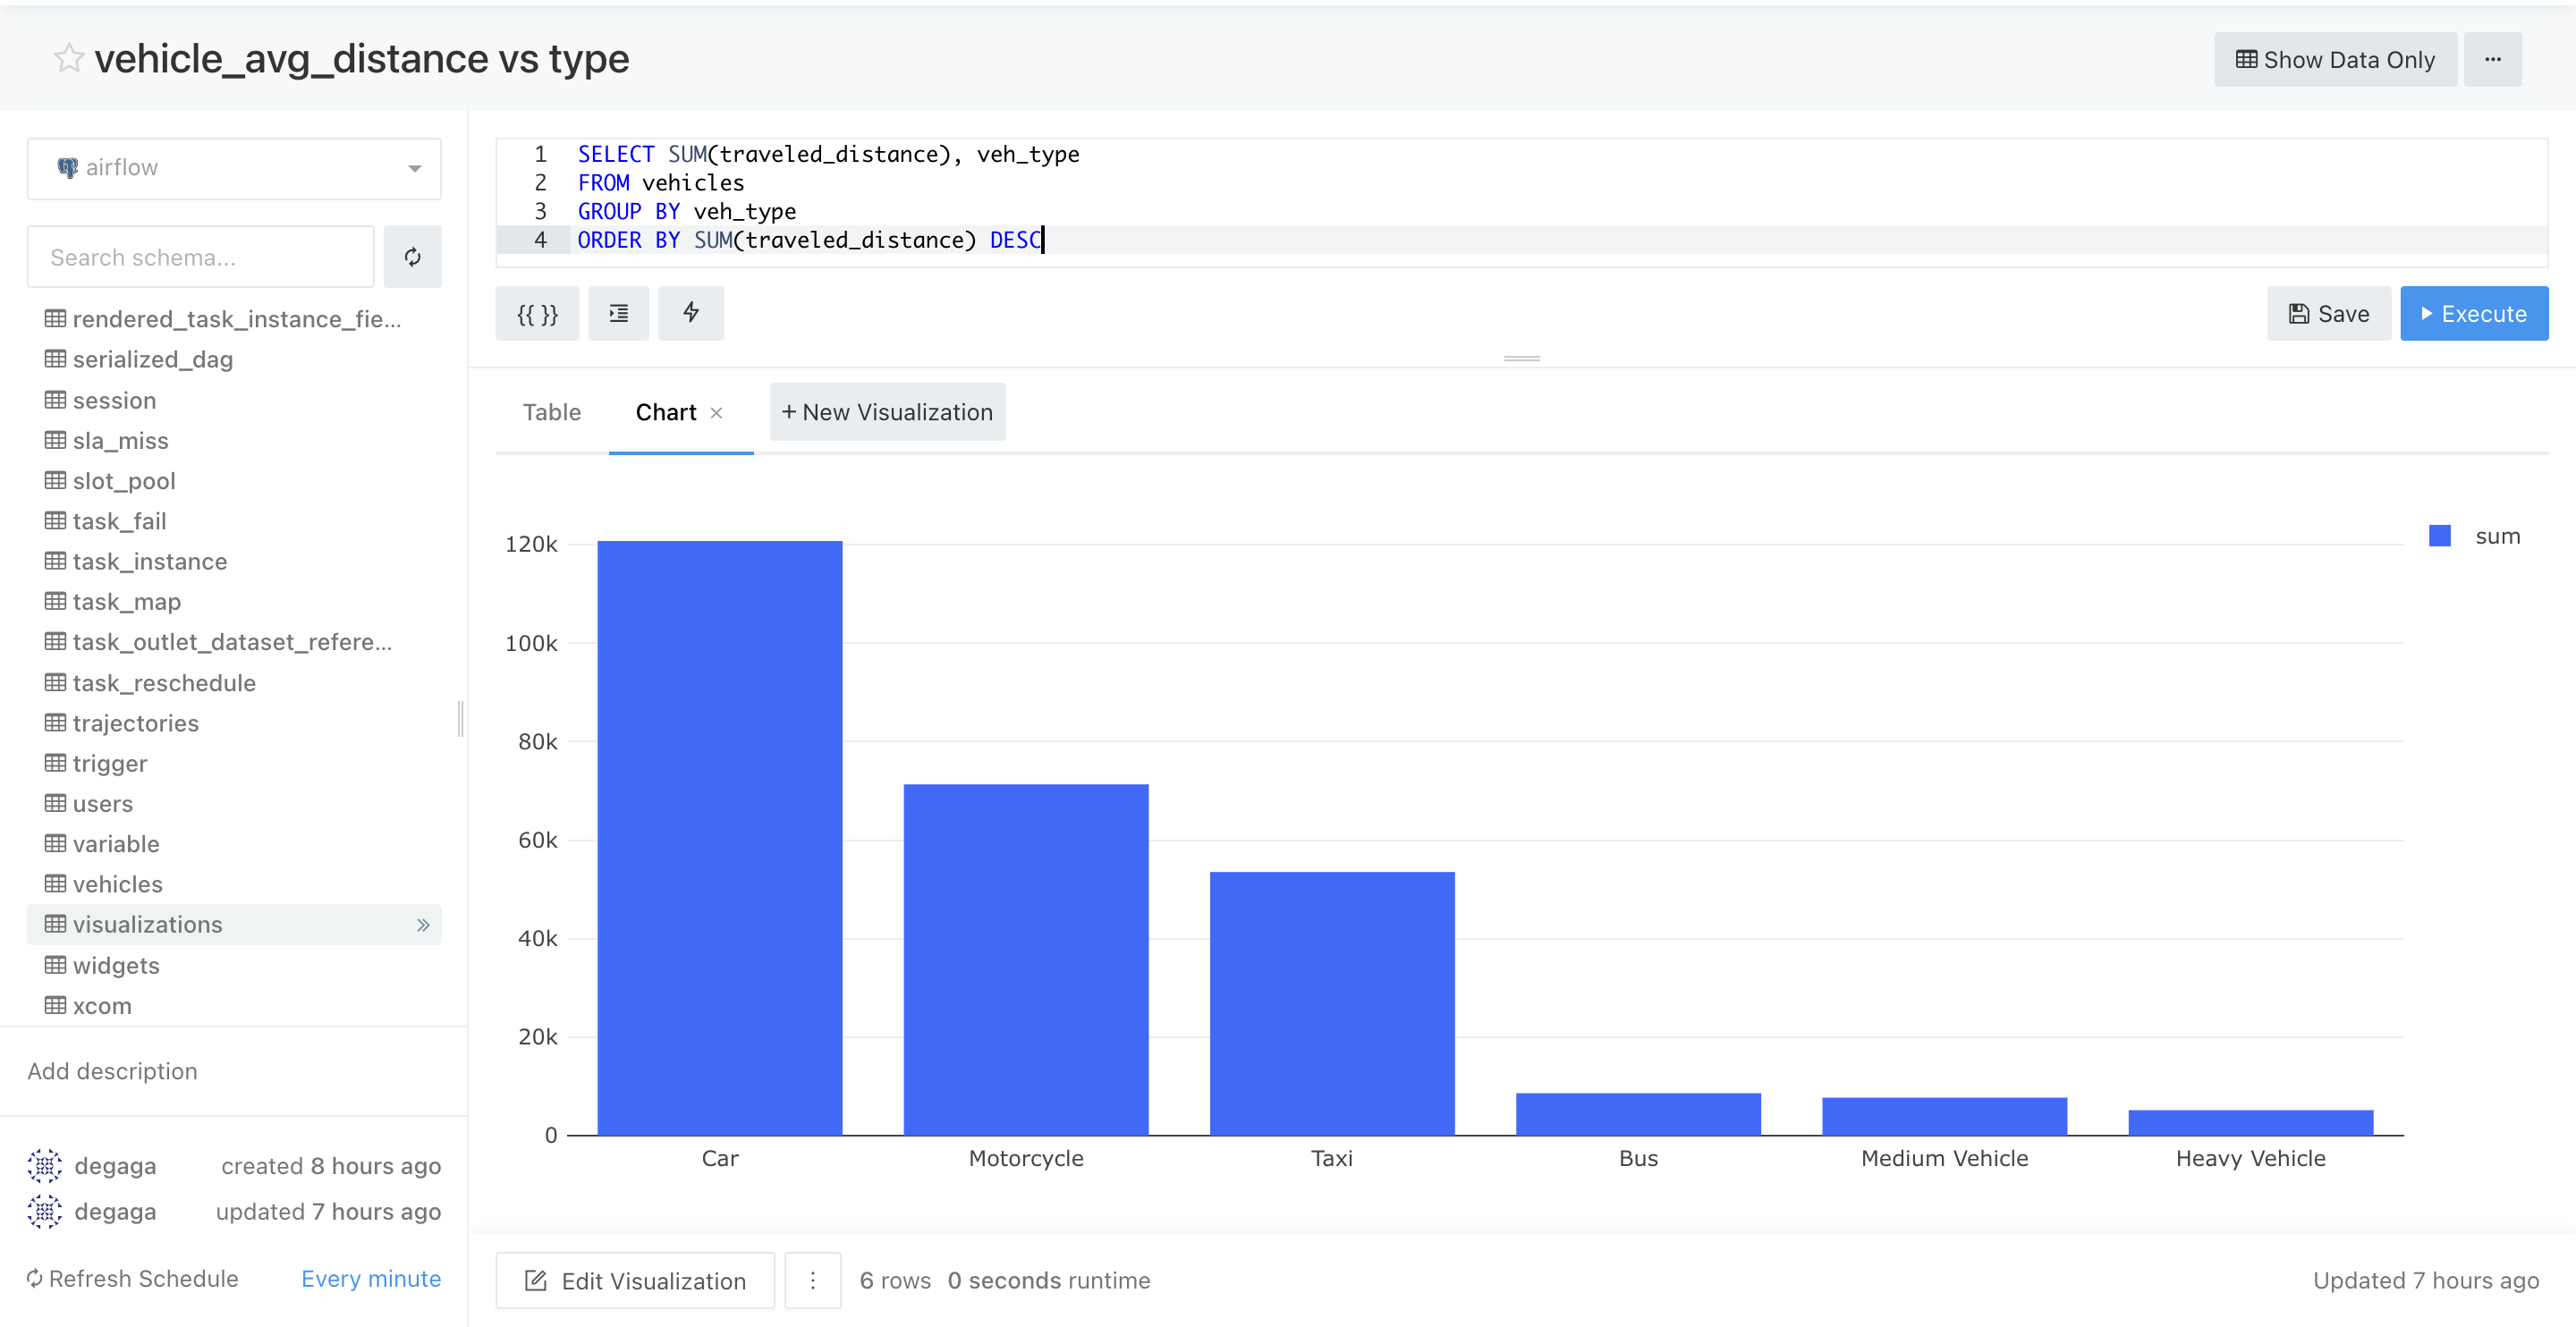 vehicle_avg_distance vs type
Show Data Only
...
airflow
Search schema...
rendered_task_instance_fie...
serialized_dag
session
sla_miss
slot_pool
task_fail
task_instance
task_map
task_outlet_dataset_refere...
task_reschedule
trajectories
trigger
users
variable
vehicles
visualizations
widgets
xcom
Add description
degaga created 8 hours ago
degaga updated 7 hours ago
Refresh Schedule Every minute
1 SELECT SUM(traveled_distance), veh_type
2 FROM vehicles
3 GROUP BY veh_type
4 ORDER BY SUM(traveled_distance) DESC
{{ }}
Save
Execute
Table
Chart ×
+ New Visualization
120k
100k
80k
60k
40k
20k
0
Car
Motorcycle
Taxi
Bus
Medium Vehicle
Heavy Vehicle
sum
Edit Visualization
6 rows 0 seconds runtime
Updated 7 hours ago